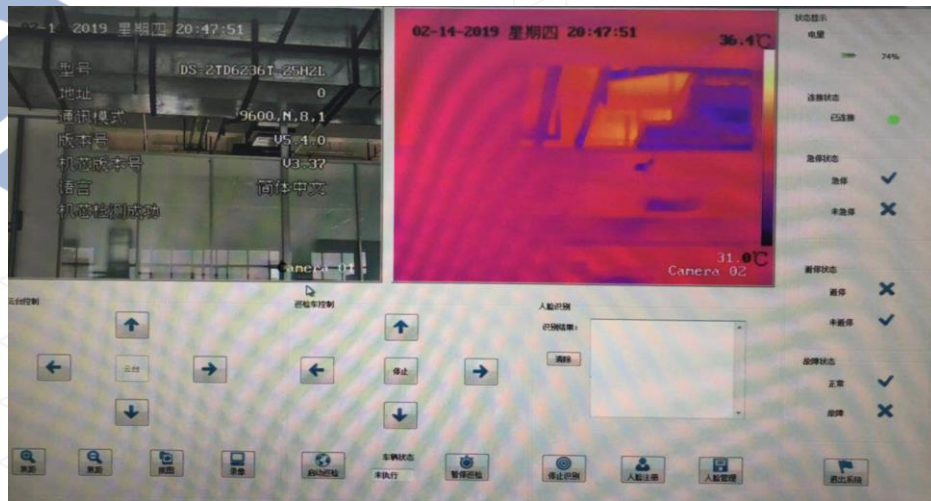 2019 星期四 20:47:51
型号 DS-2TD6236T-25H2L
地址 0
通讯模式 9600,N,8,1
版本号 V5.4.0
机芯版本号 V3.37
语言 简体中文
机芯检测成功
Camera 01
02-14-2019 星期四 20:47:51
36.4℃
31.0℃
Camera 02
状态显示
电量
74%
连接状态
已连接
急停状态
急停
未急停
避停状态
避停
未避停
故障状态
正常
故障
云台控制
云台
巡检车控制
停止
人脸识别
识别结果:
清除
焦距
焦距
抓图
录像
启动巡检
车辆状态
未执行
暂停巡检
停止识别
人脸注册
人脸管理
退出系统